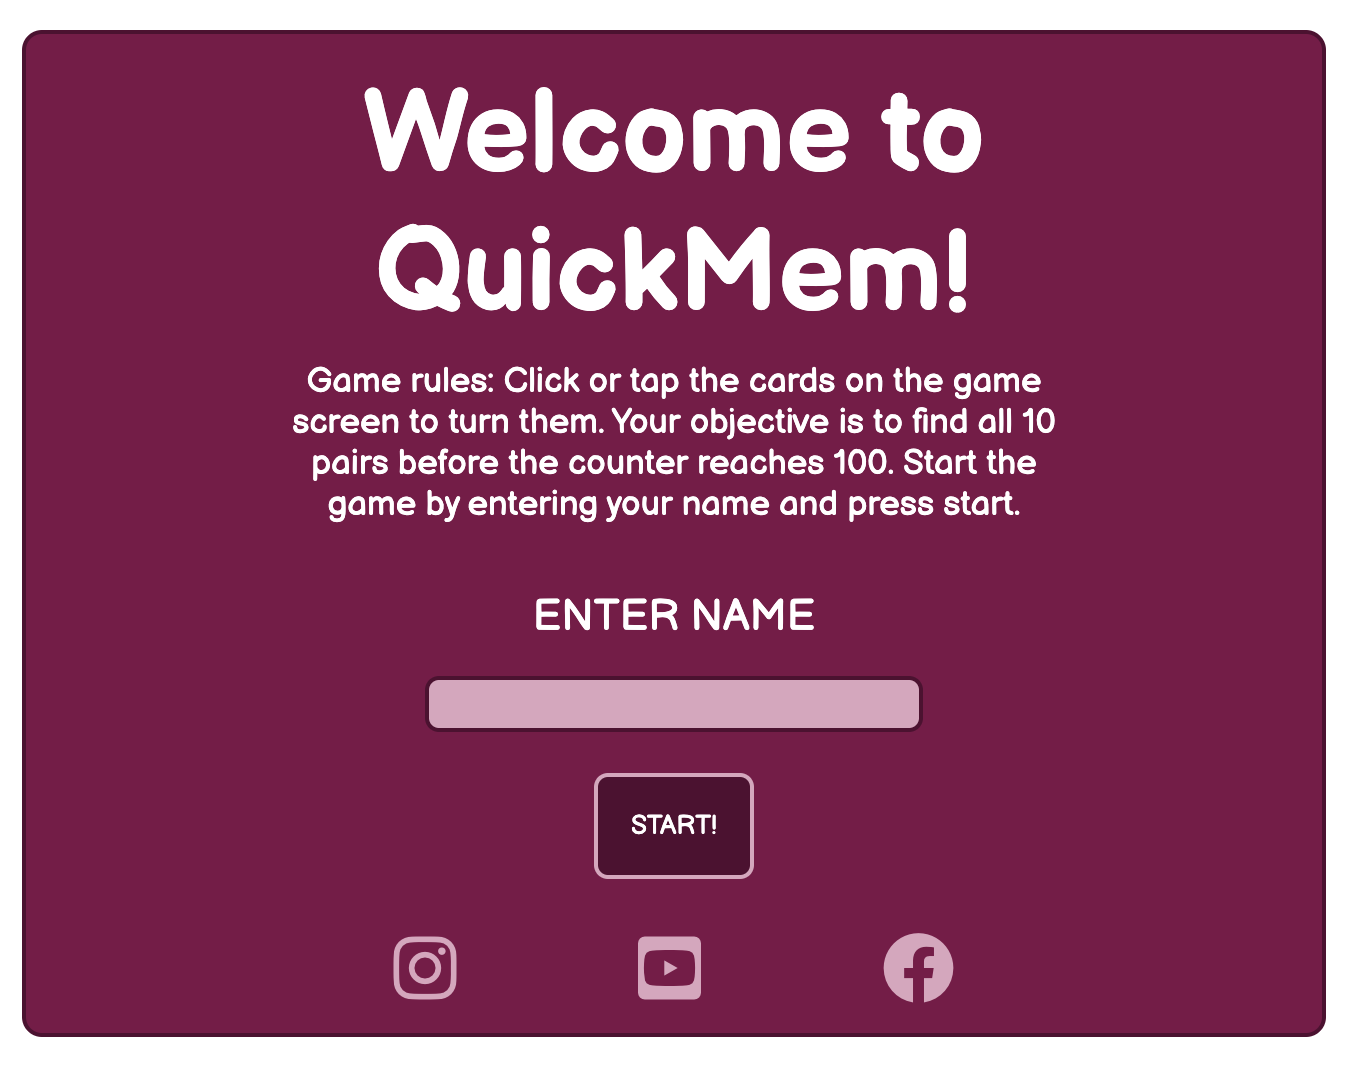 Welcome to
QuickMem!
Game rules: Click or tap the cards on the game
screen to turn them. Your objective is to find all 10
pairs before the counter reaches 100. Start the
game by entering your name and press start.
ENTER NAME
START!